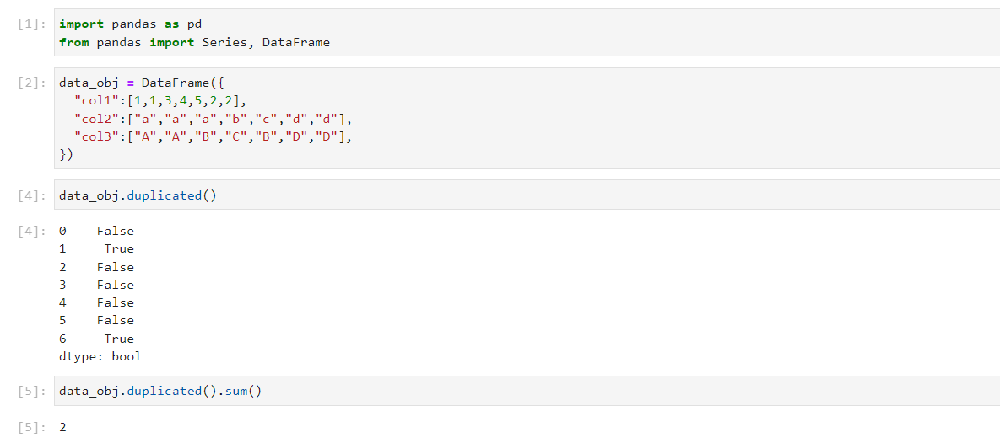 [1]: import pandas as pd
from pandas import Series, DataFrame
[2]: data_obj = DataFrame({
  "col1":[1,1,3,4,5,2,2],
  "col2":["a","a","a","b","c","d","d"],
  "col3":["A","A","B","C","B","D","D"],
})
[4]: data_obj.duplicated()
[4]: 0    False
1     True
2    False
3    False
4    False
5    False
6     True
dtype: bool
[5]: data_obj.duplicated().sum()
[5]: 2